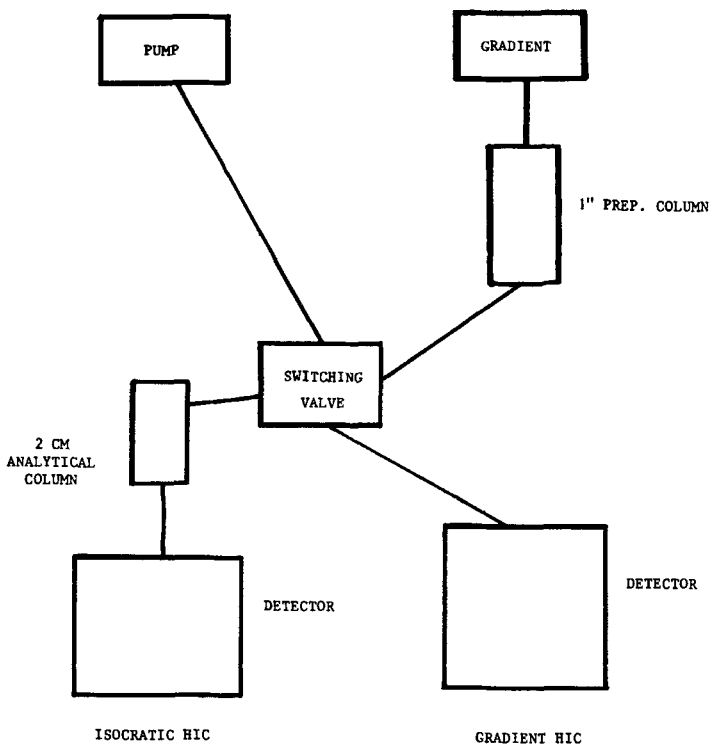 PUMP
GRADIENT
1" PREP. COLUMN
SWITCHING
VALVE
2 CM
ANALYTICAL
COLUMN
DETECTOR
DETECTOR
ISOCRATIC HIC
GRADIENT HIC